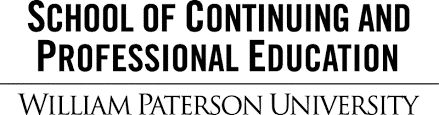 SCHOOL OF CONTINUING AND
PROFESSIONAL EDUCATION
WILLIAM PATERSON UNIVERSITY